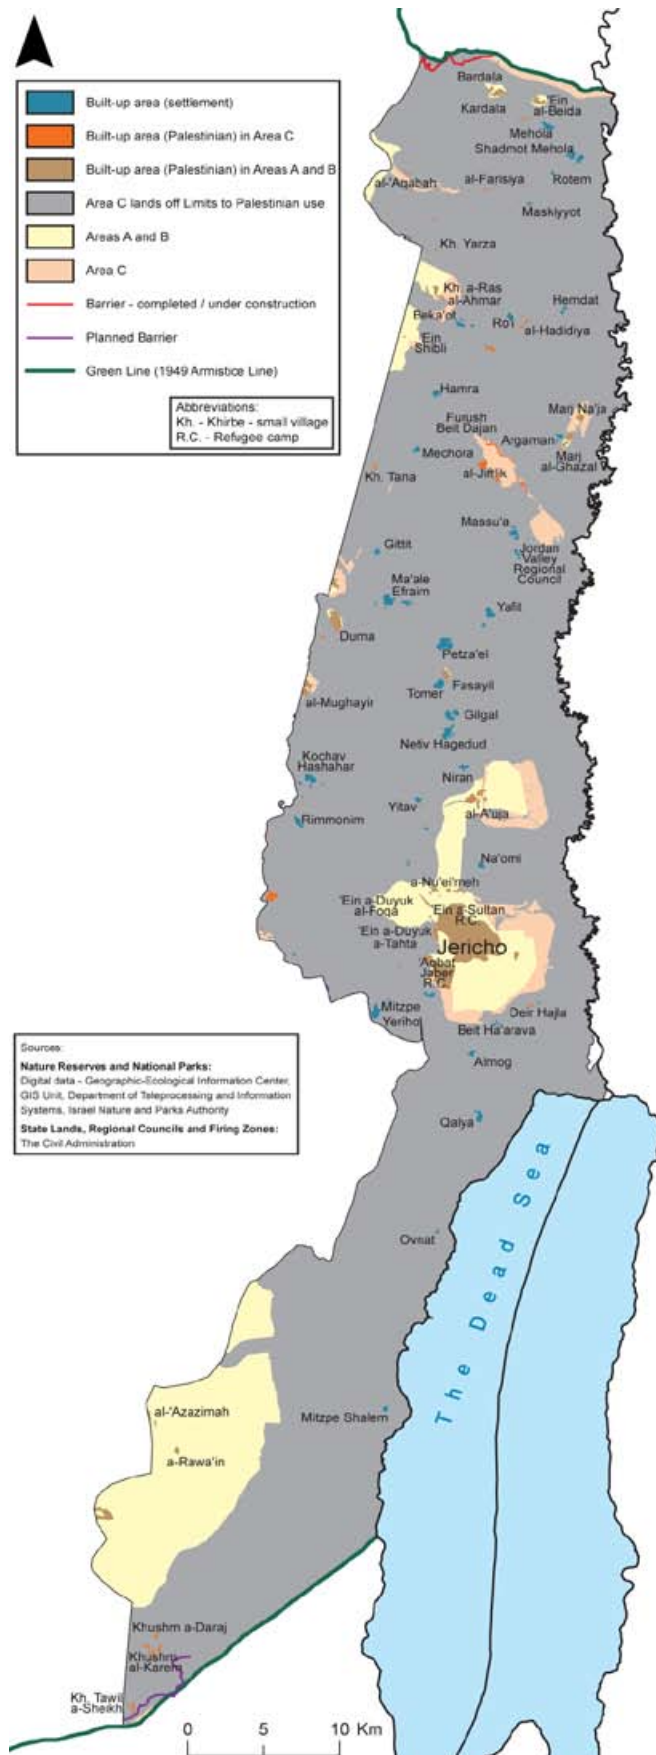 Built-up area (settlement)
Built-up area (Palestinian) in Area C
Built-up area (Palestinian) in Areas A and B
Area C lands off Limits to Palestinian use
Areas A and B
Area C
Barrier - completed / under construction
Planned Barrier
Green Line (1949 Armistice Line)
Abbreviations:
Kh. - Khirbe - small village
R.C. - Refugee camp
Bardala
Kardala
'Ein
al-Beida
Mehola
Shadmot Mehola
al-'Aqabah
al-Farisiya
Rotem
Maskiyyot
Kh. Yarza
Kh. a-Ras
al-Ahmar
Hemdat
Beka'ot
Ro'i
al-Hadidiya
'Ein
Shibli
Hamra
Furush
Beit Dajan
Marj Na'ja
Argaman
Mechora
Marj
al-Ghazal
Kh. Tana
al-Jiftlik
Massu'a
Gittit
Jordan
Valley
Regional
Council
Ma'ale
Efraim
Yafit
Duma
Petza'el
Tomer
Fasayil
al-Mughayir
Gilgal
Netiv Hagedud
Kochav
Hashahar
Niran
Yitav
al-A'uja
Rimmonim
Na'omi
a-Nu'ei'meh
'Ein a-Duyuk
al-Foqa
'Ein a-Sultan
R.C.
'Ein a-Duyuk
a-Tahta
Jericho
'Aqbat
Jaber
R.C.
Mitzpe
Yeriho
Deir Hajla
Beit Ha'arava
Almog
Sources:
Nature Reserves and National Parks:
Digital data - Geographic-Ecological Information Center,
GIS Unit, Department of Teleprocessing and Information
Systems, Israel Nature and Parks Authority
State Lands, Regional Councils and Firing Zones:
The Civil Administration
Qalya
The Dead Sea
Ovnat
Mitzpe Shalem
al-'Azazimah
a-Rawa'in
Khushm a-Daraj
Khushm
al-Karem
Kh. Tawil
a-Sheikh
0 5 10 Km